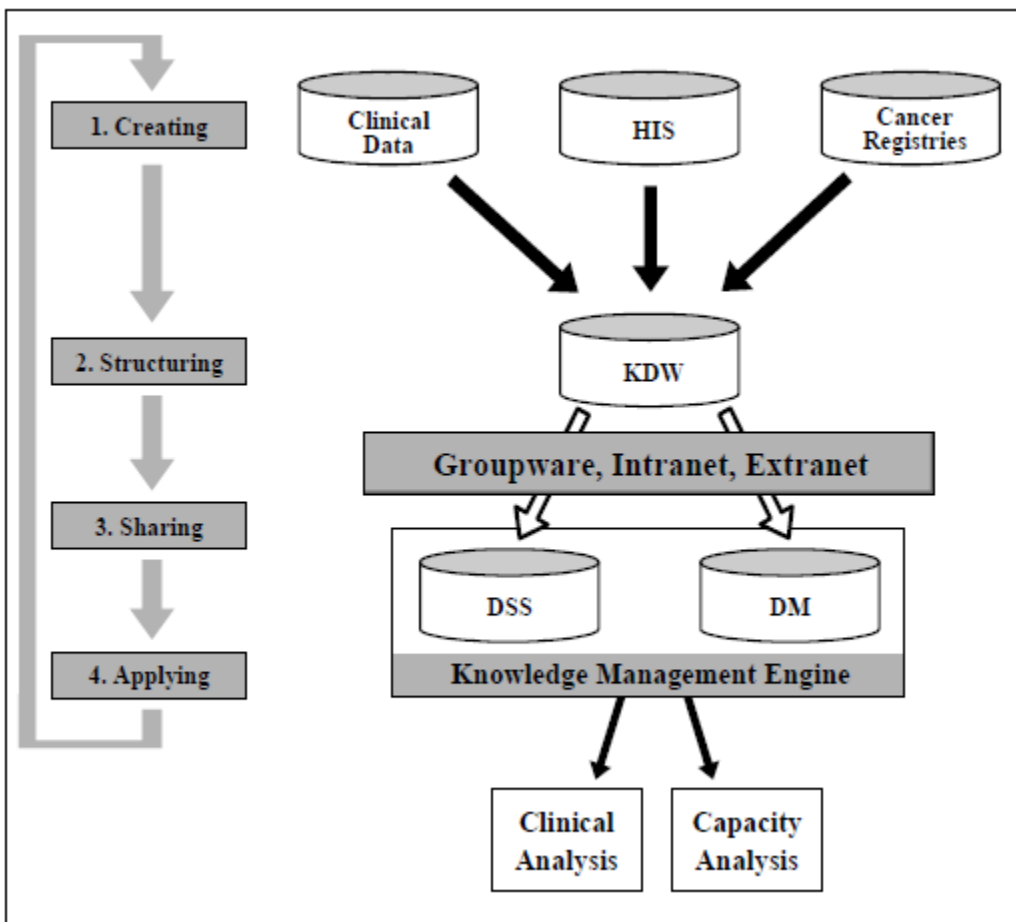 1. Creating
2. Structuring
3. Sharing
4. Applying
Clinical
Data
HIS
Cancer
Registries
KDW
Groupware, Intranet, Extranet
DSS
DM
Knowledge Management Engine
Clinical
Analysis
Capacity
Analysis